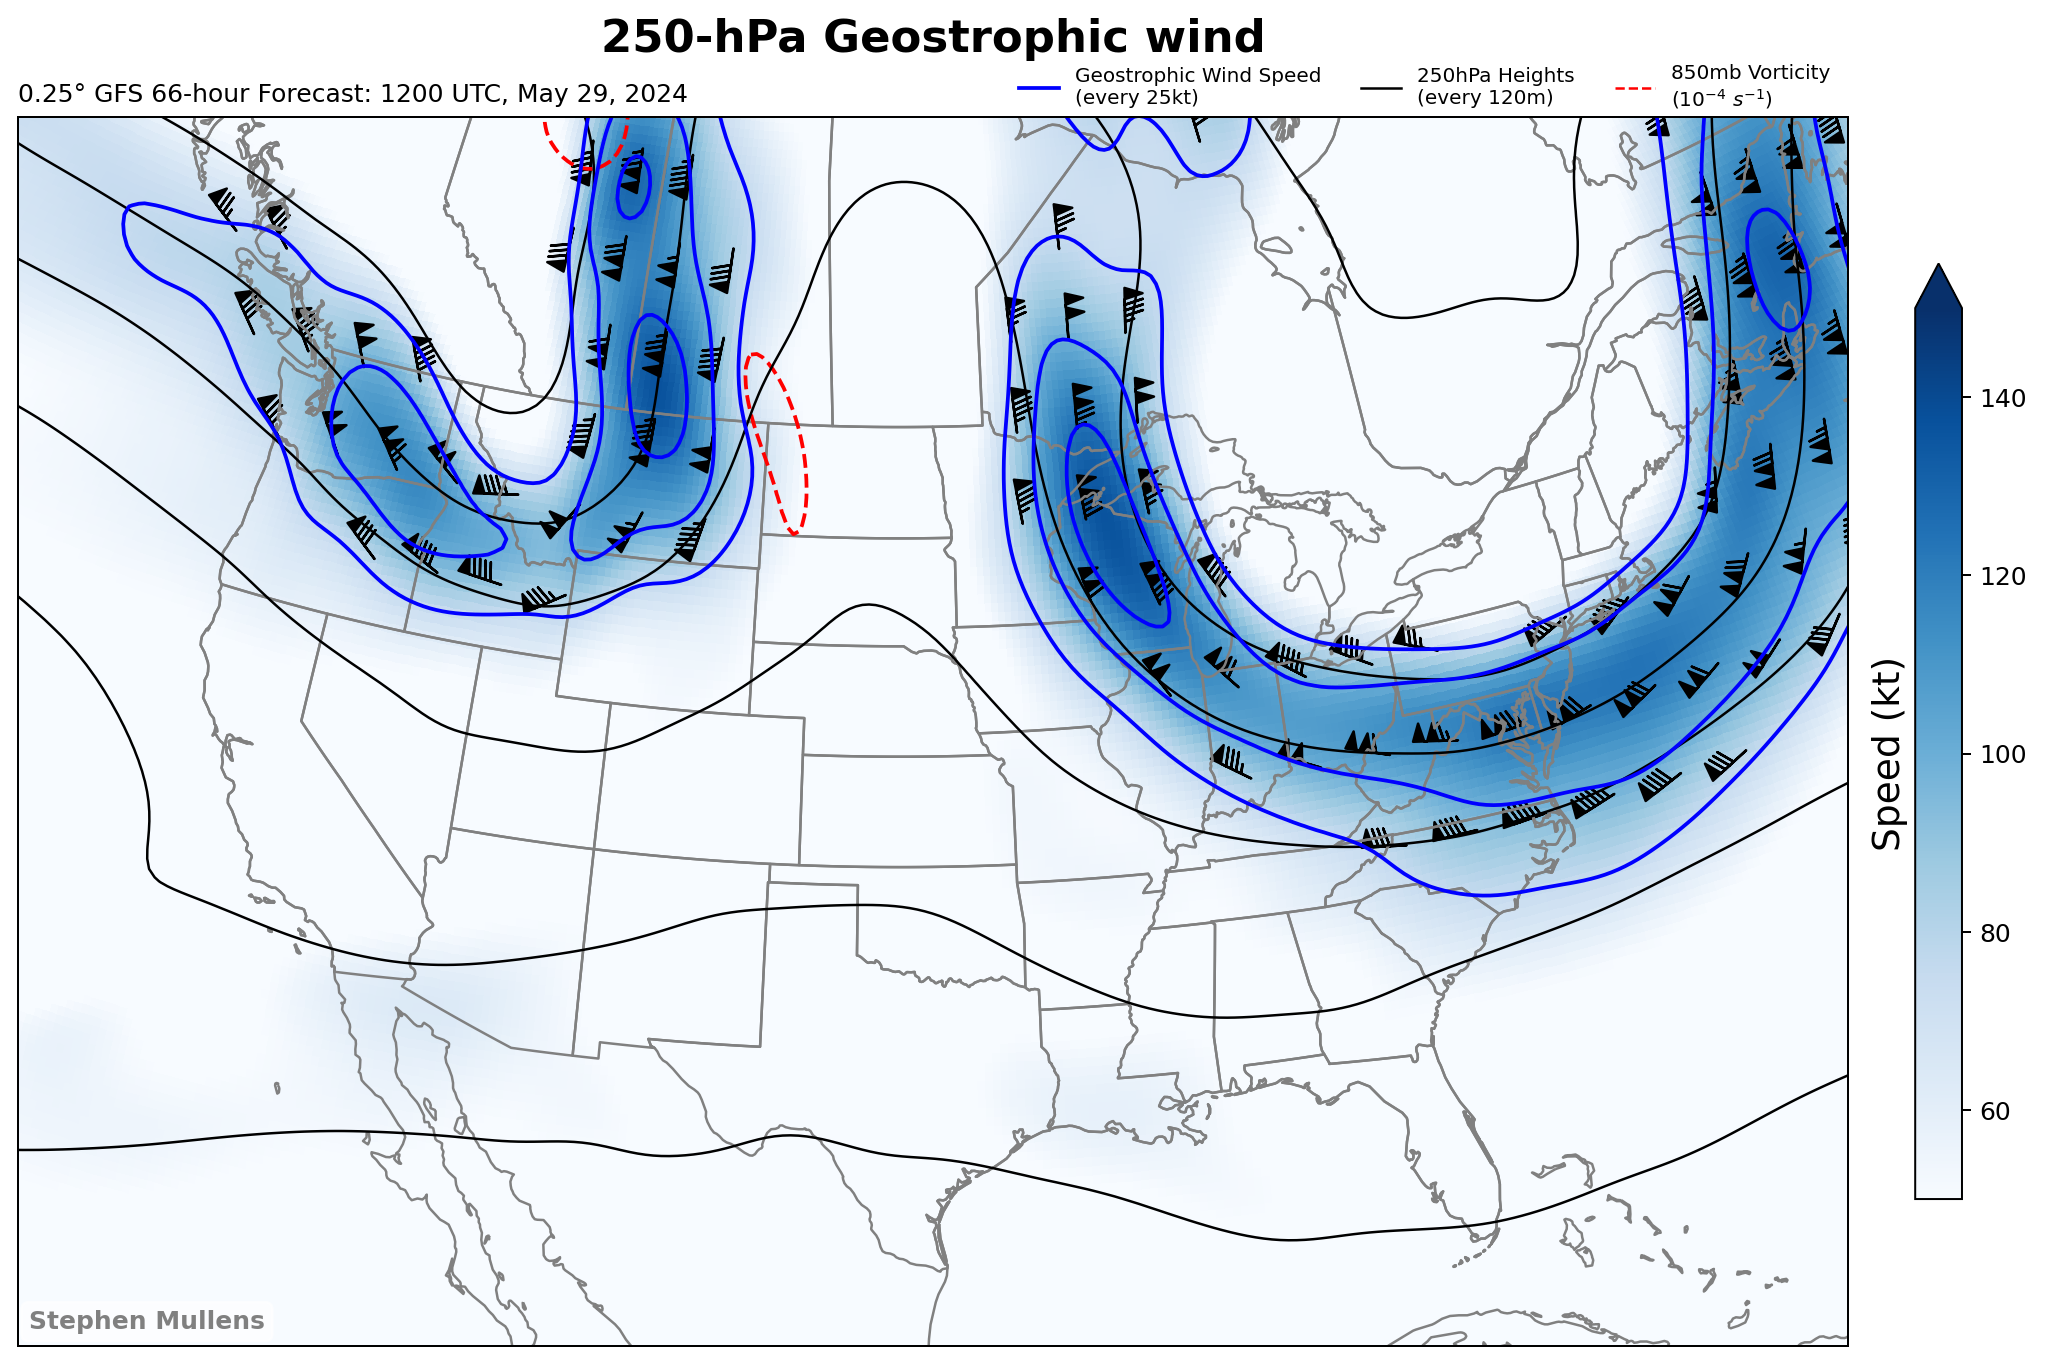 250-hPa Geostrophic wind
0.25° GFS 66-hour Forecast: 1200 UTC, May 29, 2024
Geostrophic Wind Speed
(every 25kt)
250hPa Heights
(every 120m)
850mb Vorticity
(10⁻⁴ s⁻¹)
140
120
100
80
60
Speed (kt)
Stephen Mullens